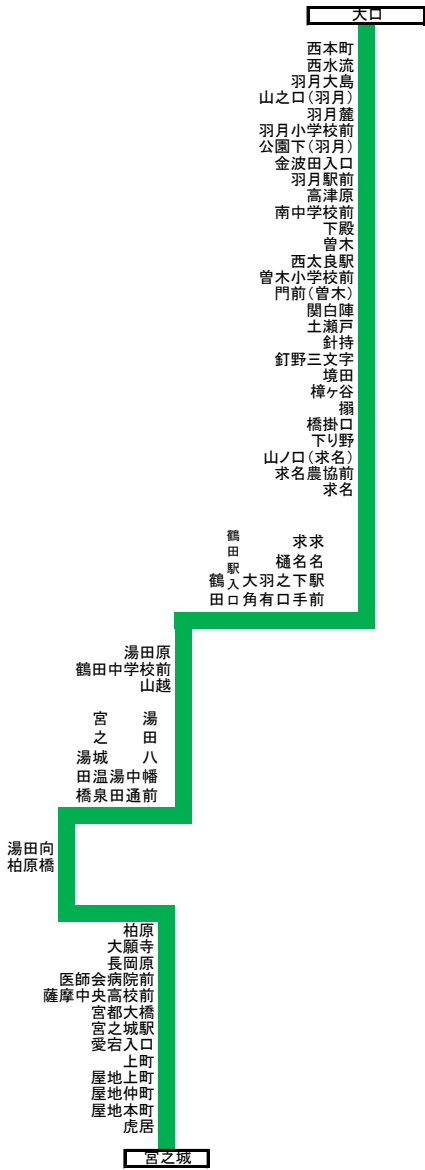 大口
西本町
西水流
羽月大島
山之口（羽月）
羽月麓
羽月小学校前
公園下（羽月）
金波田入口
羽月駅前
高津原
南中学校前
下殿
曽木
西太良駅
曽木小学校前
門前（曽木）
関白陣
土瀬戸
針持
釘野三文字
境田
樟ヶ谷
搦
橋掛口
下り野
山ノ口（求名）
求名農協前
求名
求名駅前
求名下手
樋之口
羽有
大角
鶴田駅入口
鶴田
湯田原
鶴田中学校前
山越
湯田八幡前
中通
湯田
宮之城温泉
湯田橋
湯田向
柏原橋
柏原
大願寺
長岡原
医師会病院前
薩摩中央高校前
宮都大橋
宮之城駅
愛宕入口
上町
屋地上町
屋地仲町
屋地本町
虎居
宮之城